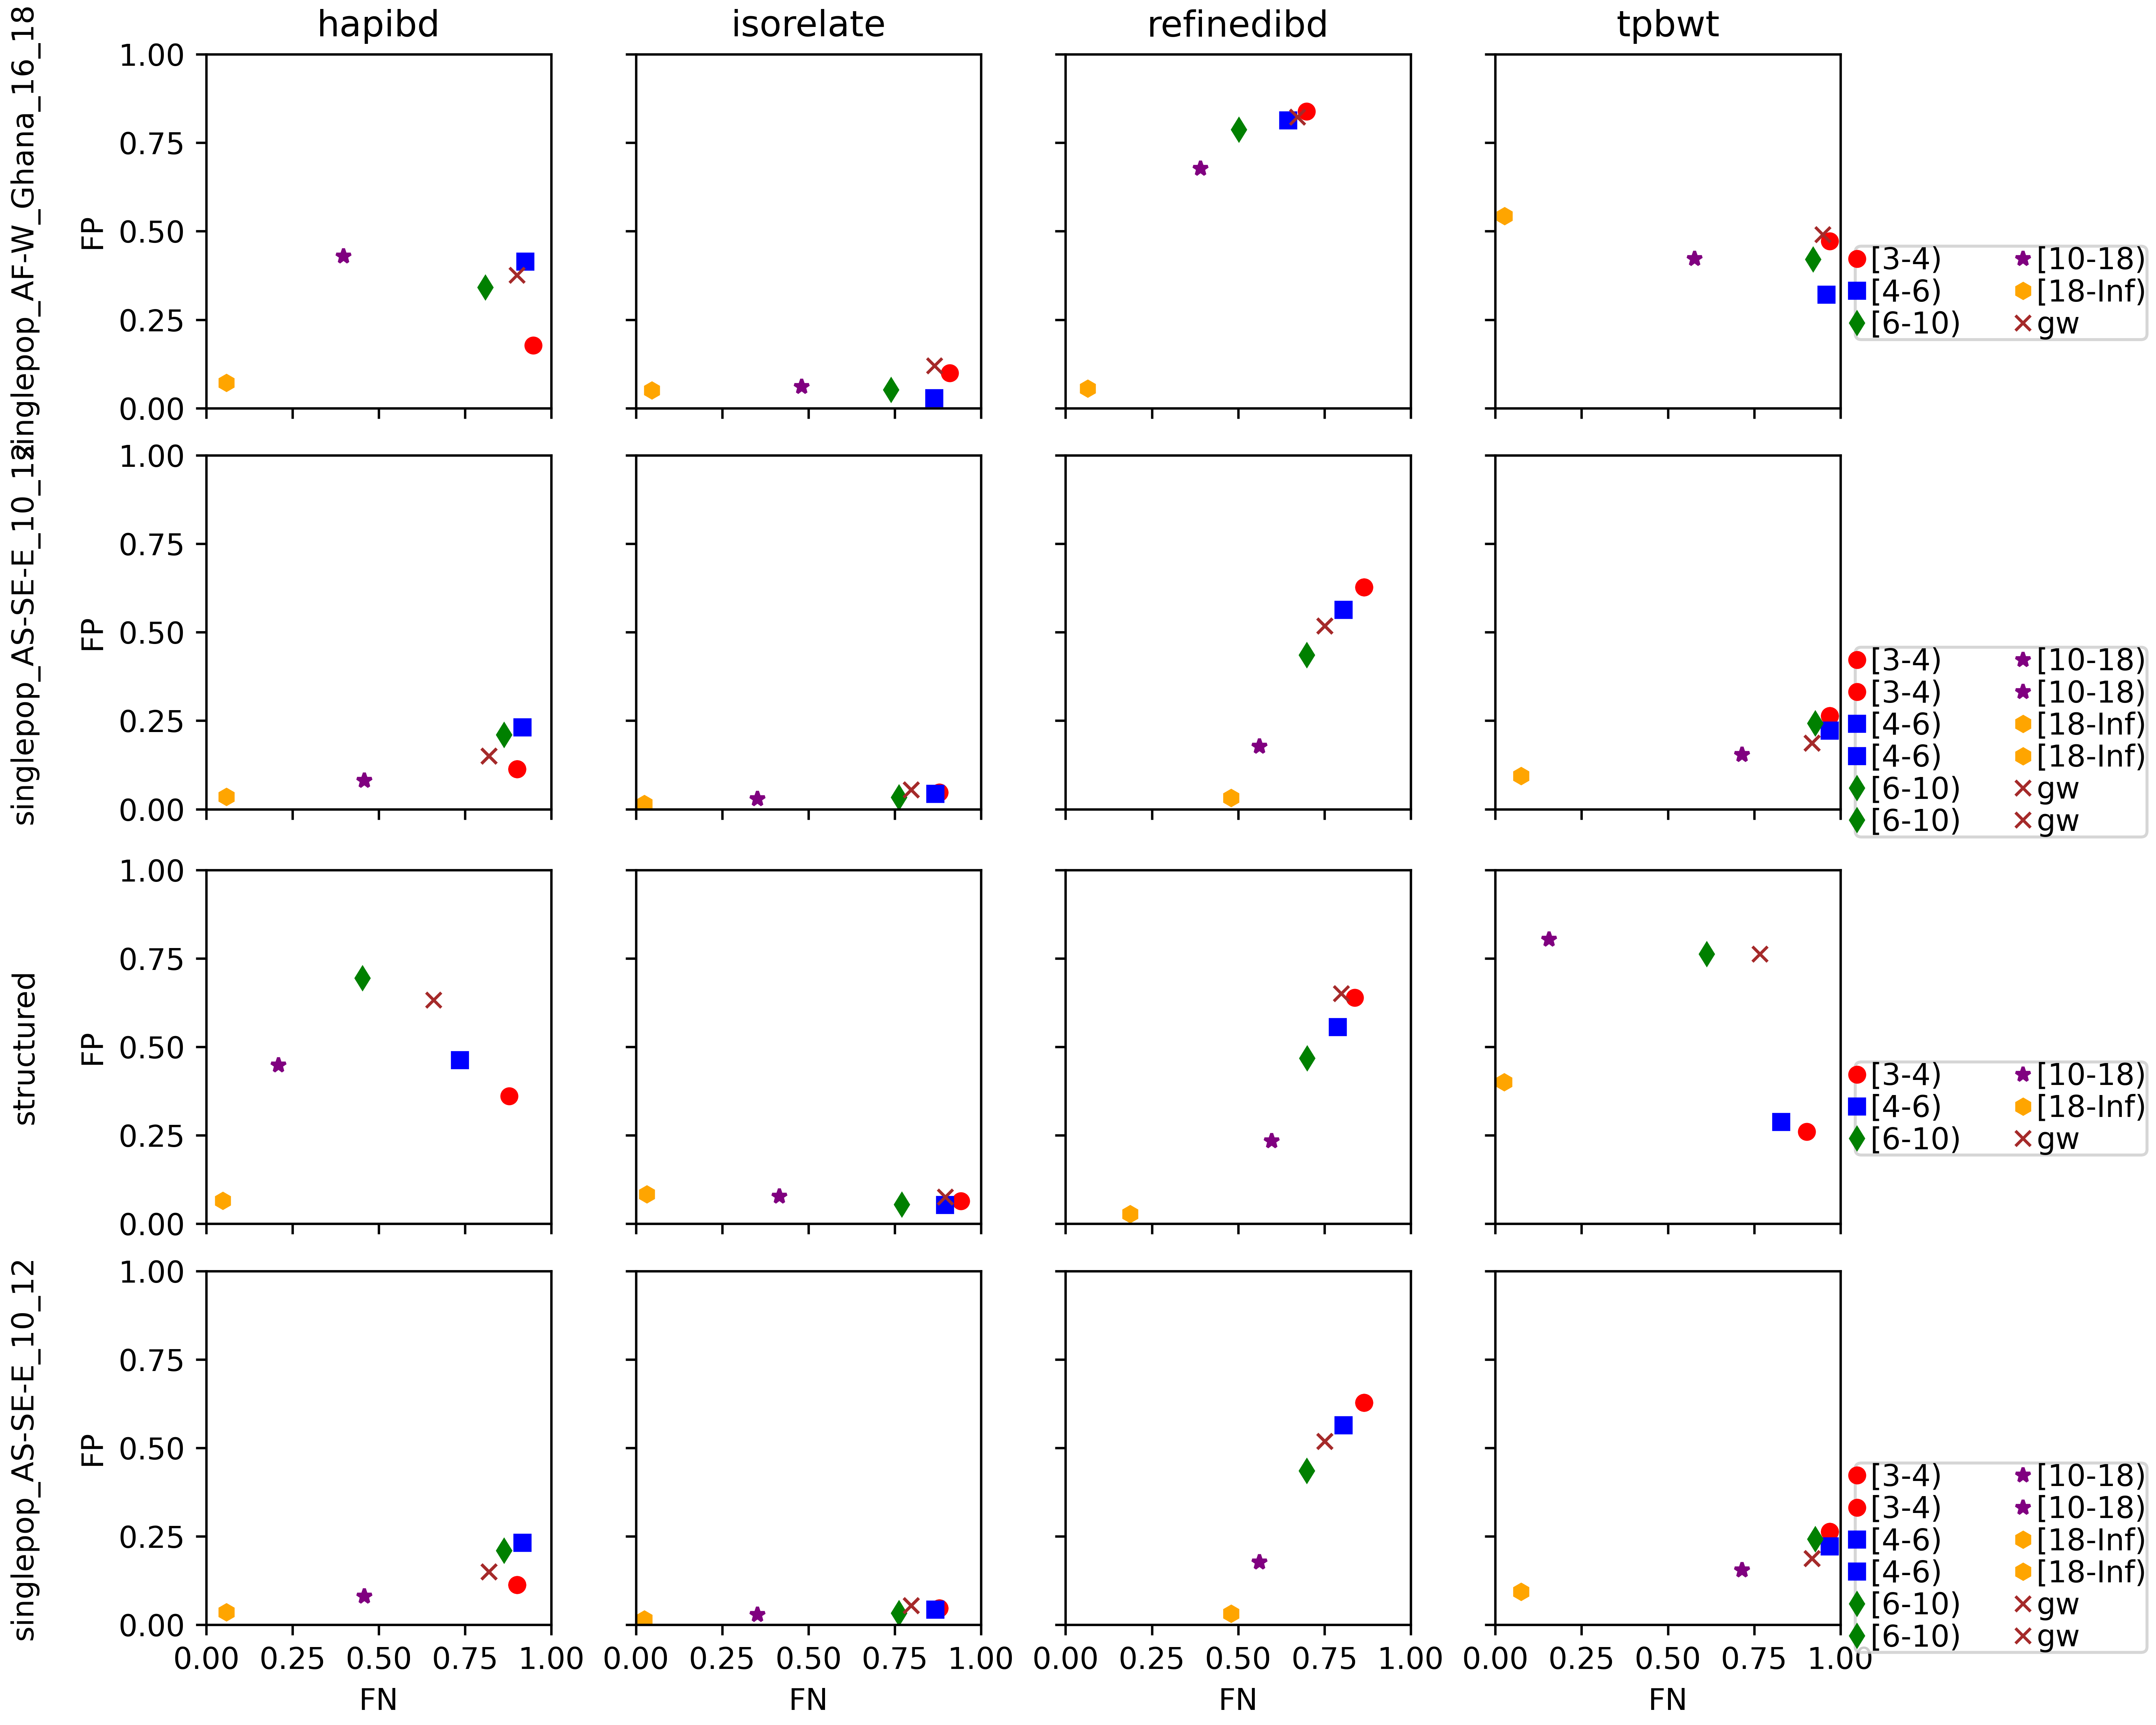 hapibd isorelate refinedibd tpbwt
singlepop_AF-W_Ghana_16_18
FP
1.00
0.75
0.50
0.25
0.00
[3-4) [10-18)
[4-6) [18-Inf)
[6-10) gw
singlepop_AS-SE-E_10_12
FP
1.00
0.75
0.50
0.25
0.00
[3-4) [10-18)
[3-4) [10-18)
[4-6) [18-Inf)
[4-6) [18-Inf)
[6-10) gw
[6-10) gw
structured
FP
1.00
0.75
0.50
0.25
0.00
[3-4) [10-18)
[4-6) [18-Inf)
[6-10) gw
singlepop_AS-SE-E_10_12
FP
1.00
0.75
0.50
0.25
0.00
[3-4) [10-18)
[3-4) [10-18)
[4-6) [18-Inf)
[4-6) [18-Inf)
[6-10) gw
[6-10) gw
0.00 0.25 0.50 0.75 1.00 0.00 0.25 0.50 0.75 1.00 0.00 0.25 0.50 0.75 1.00 0.00 0.25 0.50 0.75 1.00
FN FN FN FN